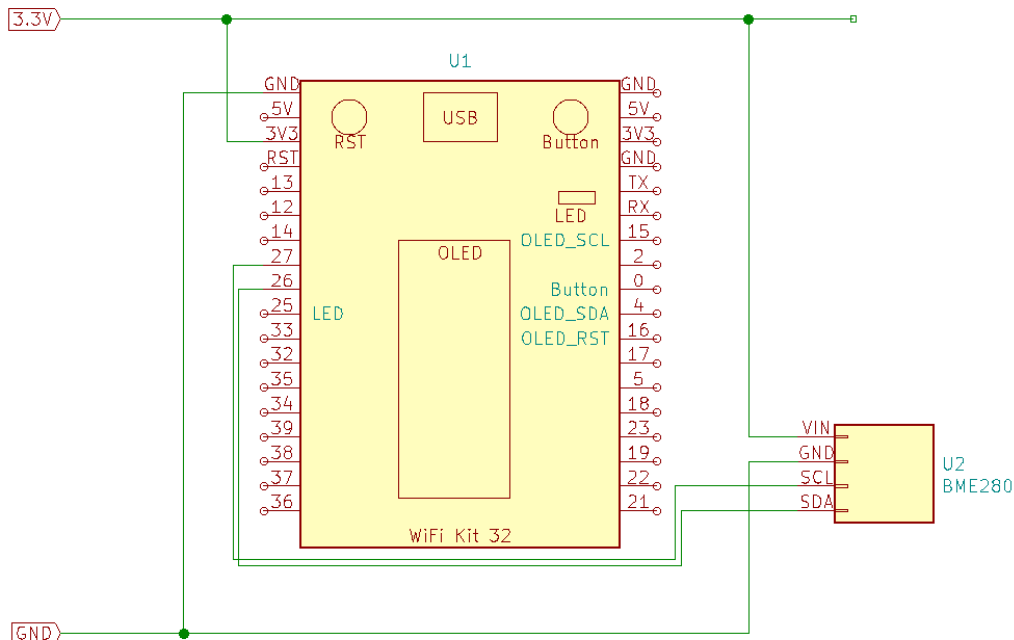 3.3V
U1
GND
5V
3V3
RST
13
12
14
27
26
25
33
32
35
34
39
38
37
36
RST
USB
Button
LED
OLED_SCL
OLED
Button
LED
OLED_SDA
OLED_RST
WiFi Kit 32
GND
5V
3V3
GND
TX
RX
15
2
0
4
16
17
5
18
23
19
22
21
VIN
GND
SCL
SDA
U2
BME280
GND